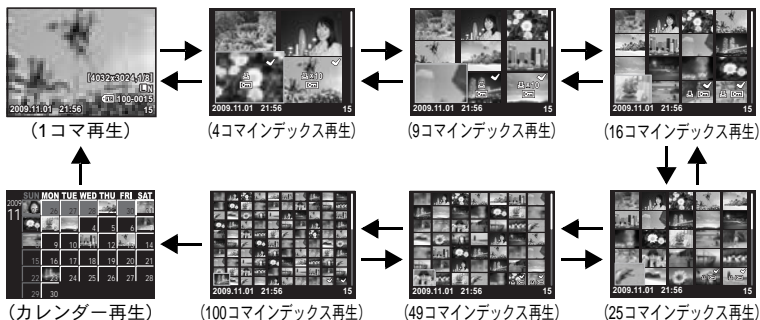 [4032x3024,1/8]
N
100-0015
2009.11.01 21:56 15
(1コマ再生)
x10
2009.11.01 21:56 15
(4コマインデックス再生)
x10
2009.11.01 21:56 15
(9コマインデックス再生)
2009.11.01 21:56 15
(16コマインデックス再生)
SUN MON TUE WED THU FRI SAT
2009
11
26 27 28 30
4 5 6
9 10 11 12 13 14
15 16 17 18 19 20 21
22 23 24 25 26 27 28
29 30
(カレンダー再生)
2009.11.01 21:56 15
(100コマインデックス再生)
2009.11.01 21:56 15
(49コマインデックス再生)
2009.11.01 21:56 15
(25コマインデックス再生)